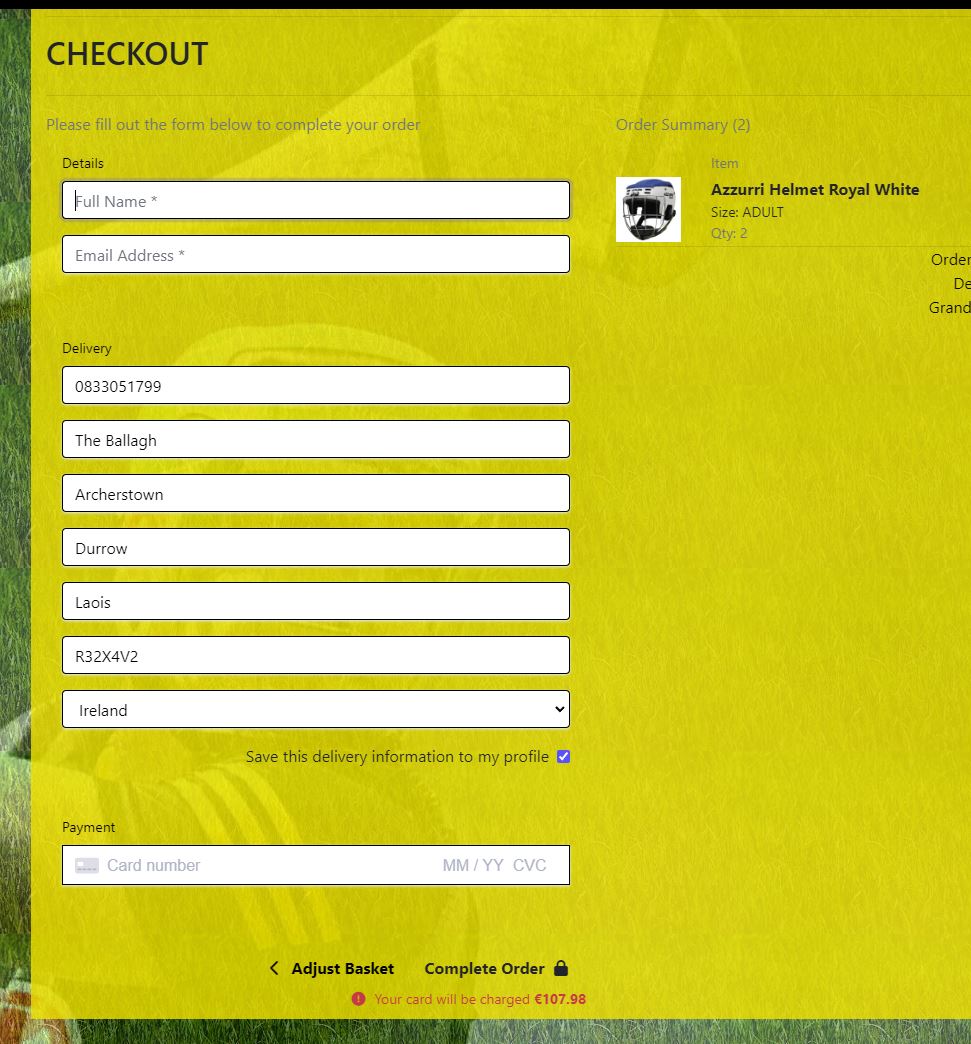 CHECKOUT
Please fill out the form below to complete your order
Details
Full Name *
Email Address *
Delivery
0833051799
The Ballagh
Archerstown
Durrow
Laois
R32X4V2
Ireland
Save this delivery information to my profile
Payment
Card number MM / YY CVC
Adjust Basket Complete Order
Your card will be charged €107.98
Order Summary (2)
Item
Azzurri Helmet Royal White
Size: ADULT
Qty: 2
Order
De
Grand